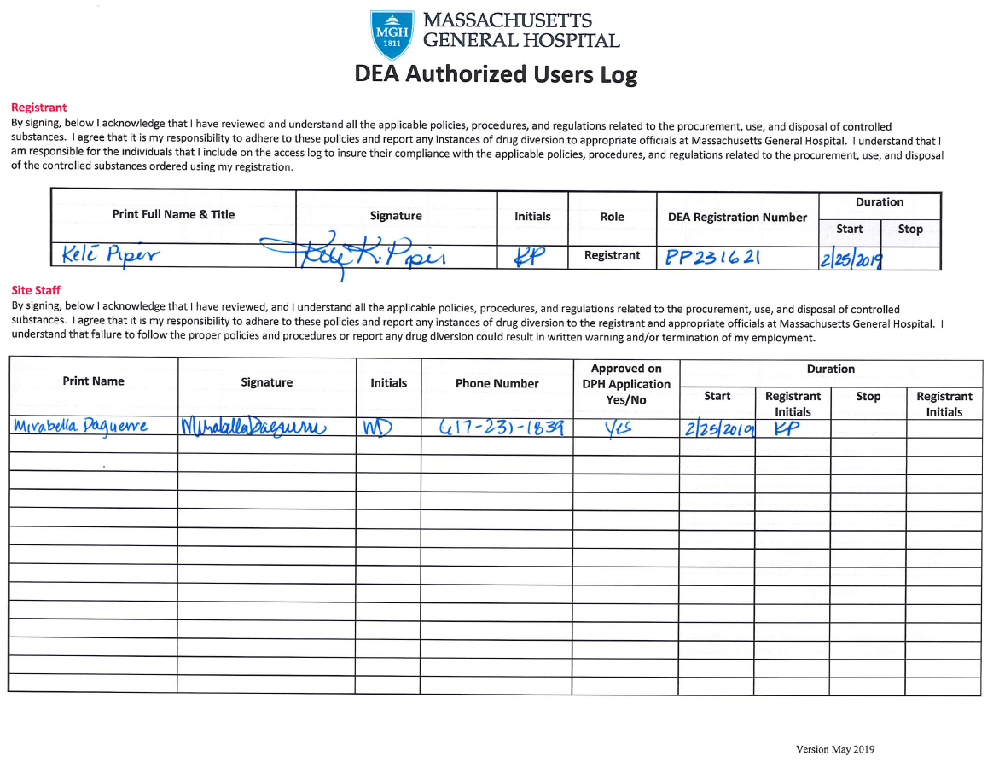 MASSACHUSETTS
MGH
1811
GENERAL HOSPITAL
DEA Authorized Users Log
Registrant
By signing, below I acknowledge that I have reviewed and understand all the applicable policies, procedures, and regulations related to the procurement, use, and disposal of controlled
substances. I agree that it is my responsibility to adhere to these policies and report any instances of drug diversion to appropriate officials at Massachusetts General Hospital. I understand that I
am responsible for the individuals that I include on the access log to insure their compliance with the applicable policies, procedures, and regulations related to the procurement, use, and disposal
of the controlled substances ordered using my registration.
Print Full Name & Title Signature Initials Role DEA Registration Number Duration
Start Stop
Kelē Piper Kele K. Piper KP Registrant PP231621 2/25/2019
Site Staff
By signing, below I acknowledge that I have reviewed, and I understand all the applicable policies, procedures, and regulations related to the procurement, use, and disposal of controlled
substances. I agree that it is my responsibility to adhere to these policies and report any instances of drug diversion to the registrant and appropriate officials at Massachusetts General Hospital. I
understand that failure to follow the proper policies and procedures or report any drug diversion could result in written warning and/or termination of my employment.
Print Name Signature Initials Phone Number Approved on DPH Application Yes/No Duration
Start Registrant Initials Stop Registrant Initials
Mirabella Daguerre Mirabella Daguerre MD 617-231-1839 Yes 2/25/2019 KP
Version May 2019